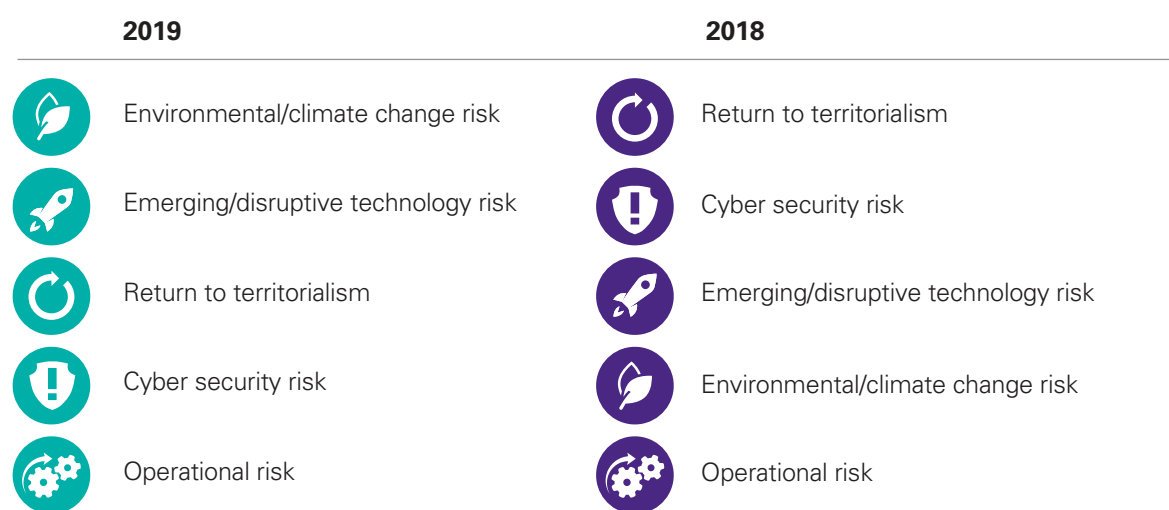 2019 2018
Environmental/climate change risk Return to territorialism
Emerging/disruptive technology risk Cyber security risk
Return to territorialism Emerging/disruptive technology risk
Cyber security risk Environmental/climate change risk
Operational risk Operational risk